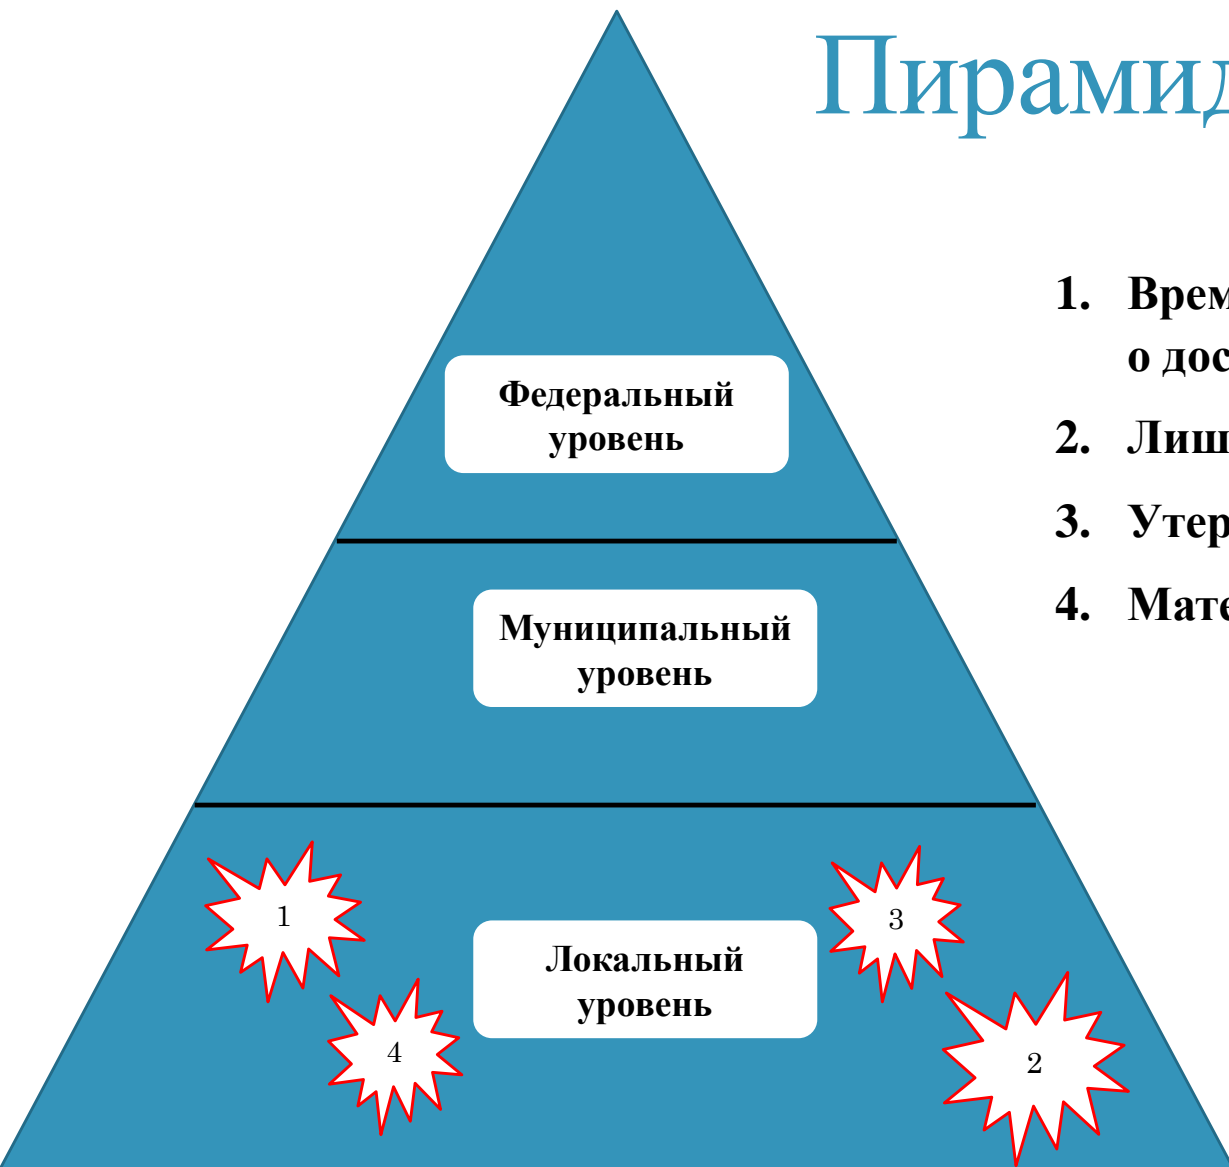 Пирамид
1. Врем
о дос
2. Лиш
3. Утер
4. Мате
Федеральный
уровень
Муниципальный
уровень
Локальный
уровень
1
3
4
2